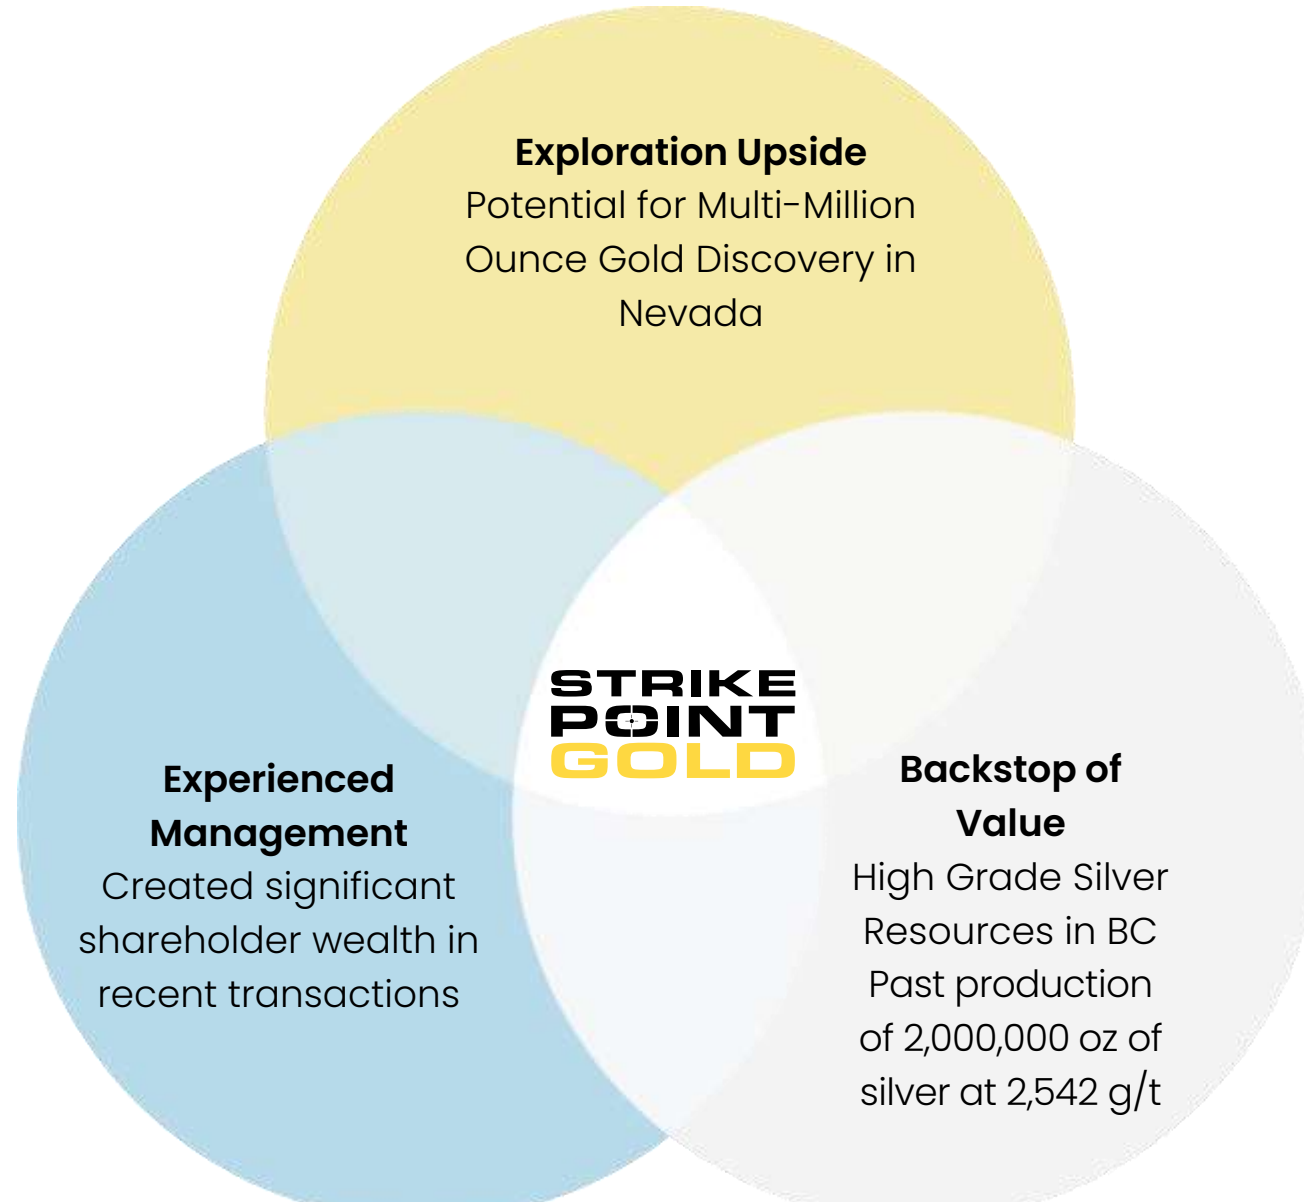 Exploration Upside
Potential for Multi-Million
Ounce Gold Discovery in
Nevada
STRIKE
POINT
GOLD
Experienced
Management
Created significant
shareholder wealth in
recent transactions
Backstop of
Value
High Grade Silver
Resources in BC
Past production
of 2,000,000 oz of
silver at 2,542 g/t